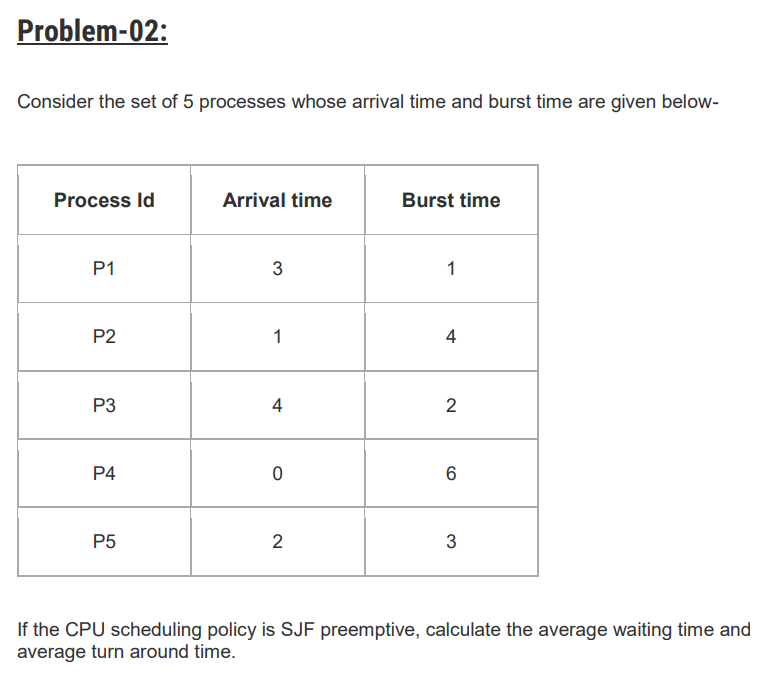 Problem-02:
Consider the set of 5 processes whose arrival time and burst time are given below-
Process Id Arrival time Burst time
P1 3 1
P2 1 4
P3 4 2
P4 0 6
P5 2 3
If the CPU scheduling policy is SJF preemptive, calculate the average waiting time and
average turn around time.